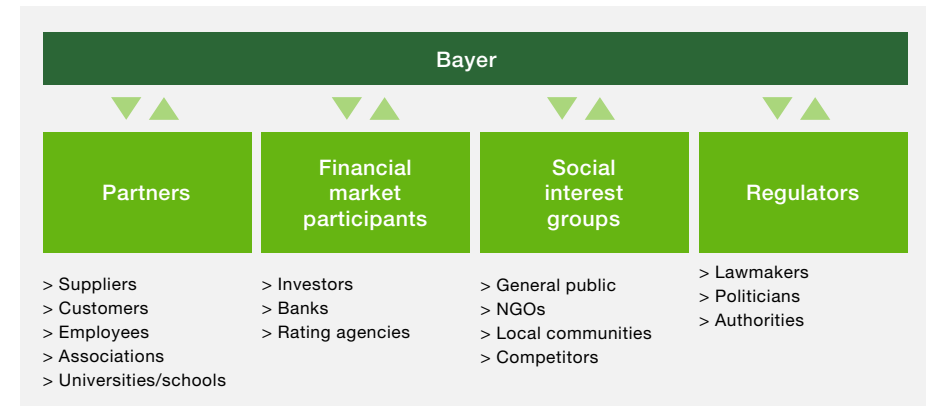 Bayer
Partners
Financial
market
participants
Social
interest
groups
Regulators
> Suppliers
> Customers
> Employees
> Associations
> Universities/schools
> Investors
> Banks
> Rating agencies
> General public
> NGOs
> Local communities
> Competitors
> Lawmakers
> Politicians
> Authorities